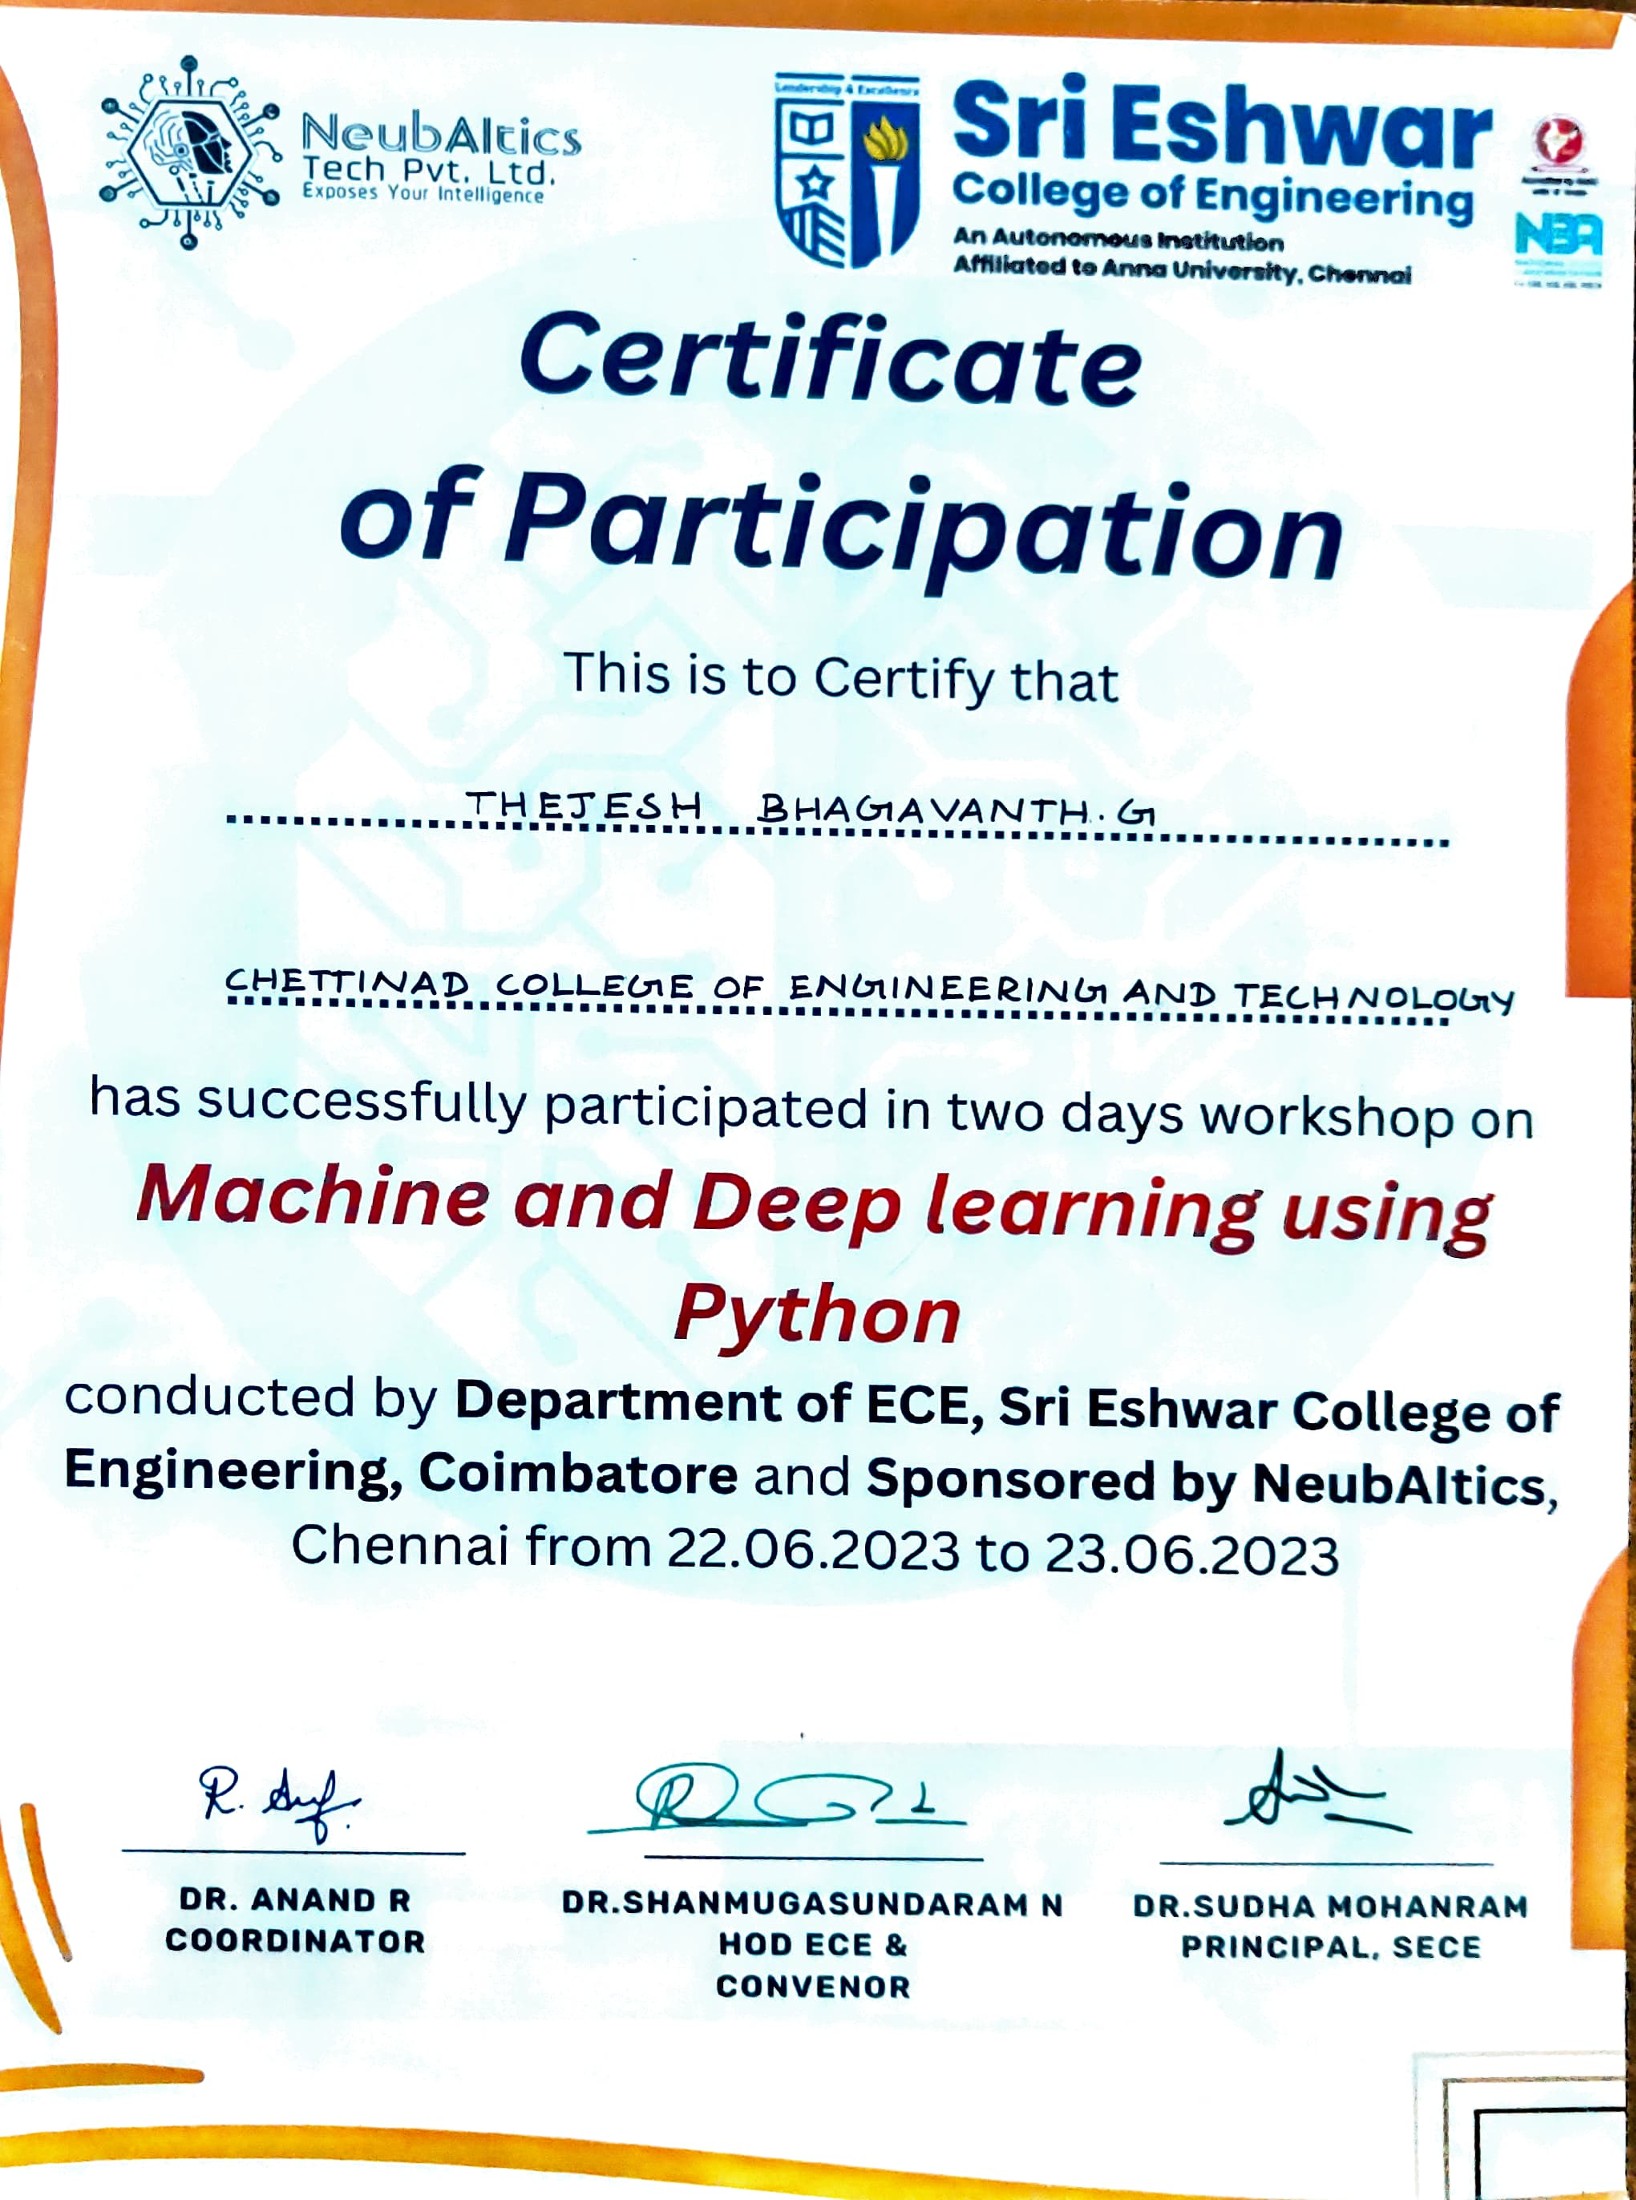 NeubAItics
Tech Pvt. Ltd.
Exposes Your Intelligence
Leadership & Excellence
Sri Eshwar
College of Engineering
An Autonomous Institution
Affiliated to Anna University, Chennai
NBA
Certificate
of Participation
This is to Certify that
THEJESH BHAGAVANTH.G
CHETTINAD COLLEGE OF ENGINEERING AND TECHNOLOGY
has successfully participated in two days workshop on
Machine and Deep learning using
Python
conducted by Department of ECE, Sri Eshwar College of
Engineering, Coimbatore and Sponsored by NeubAItics,
Chennai from 22.06.2023 to 23.06.2023
R.
DR. ANAND R
COORDINATOR
DR.SHANMUGASUNDARAM N
HOD ECE &
CONVENOR
DR.SUDHA MOHANRAM
PRINCIPAL, SECE